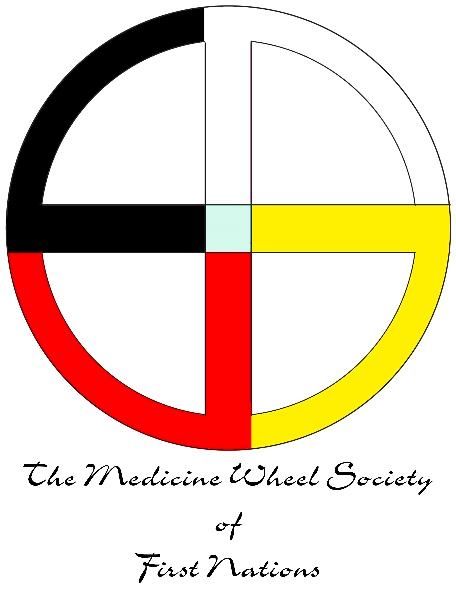 The Medicine Wheel Society
of
First Nations